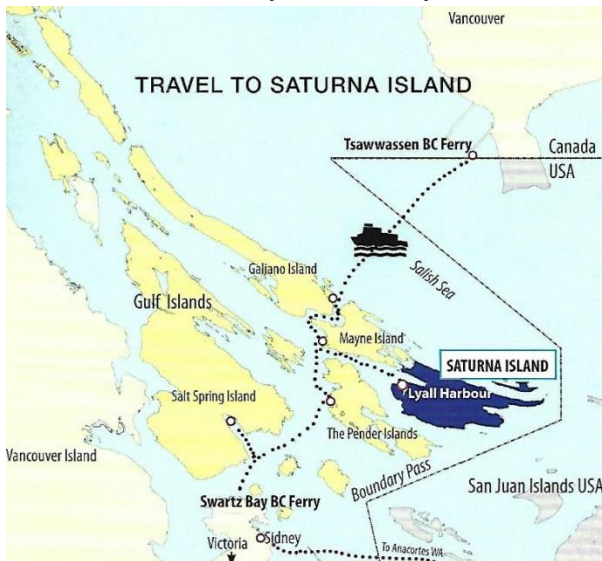 Vancouver
TRAVEL TO SATURNA ISLAND
Tsawwassen BC Ferry
Canada
USA
Salish Sea
Galiano Island
Gulf Islands
Mayne Island
SATURNA ISLAND
Lyall Harbour
Salt Spring Island
The Pender Islands
Vancouver Island
Boundary Pass
San Juan Islands USA
Swartz Bay BC Ferry
Sidney
Victoria
To Anacortes WA